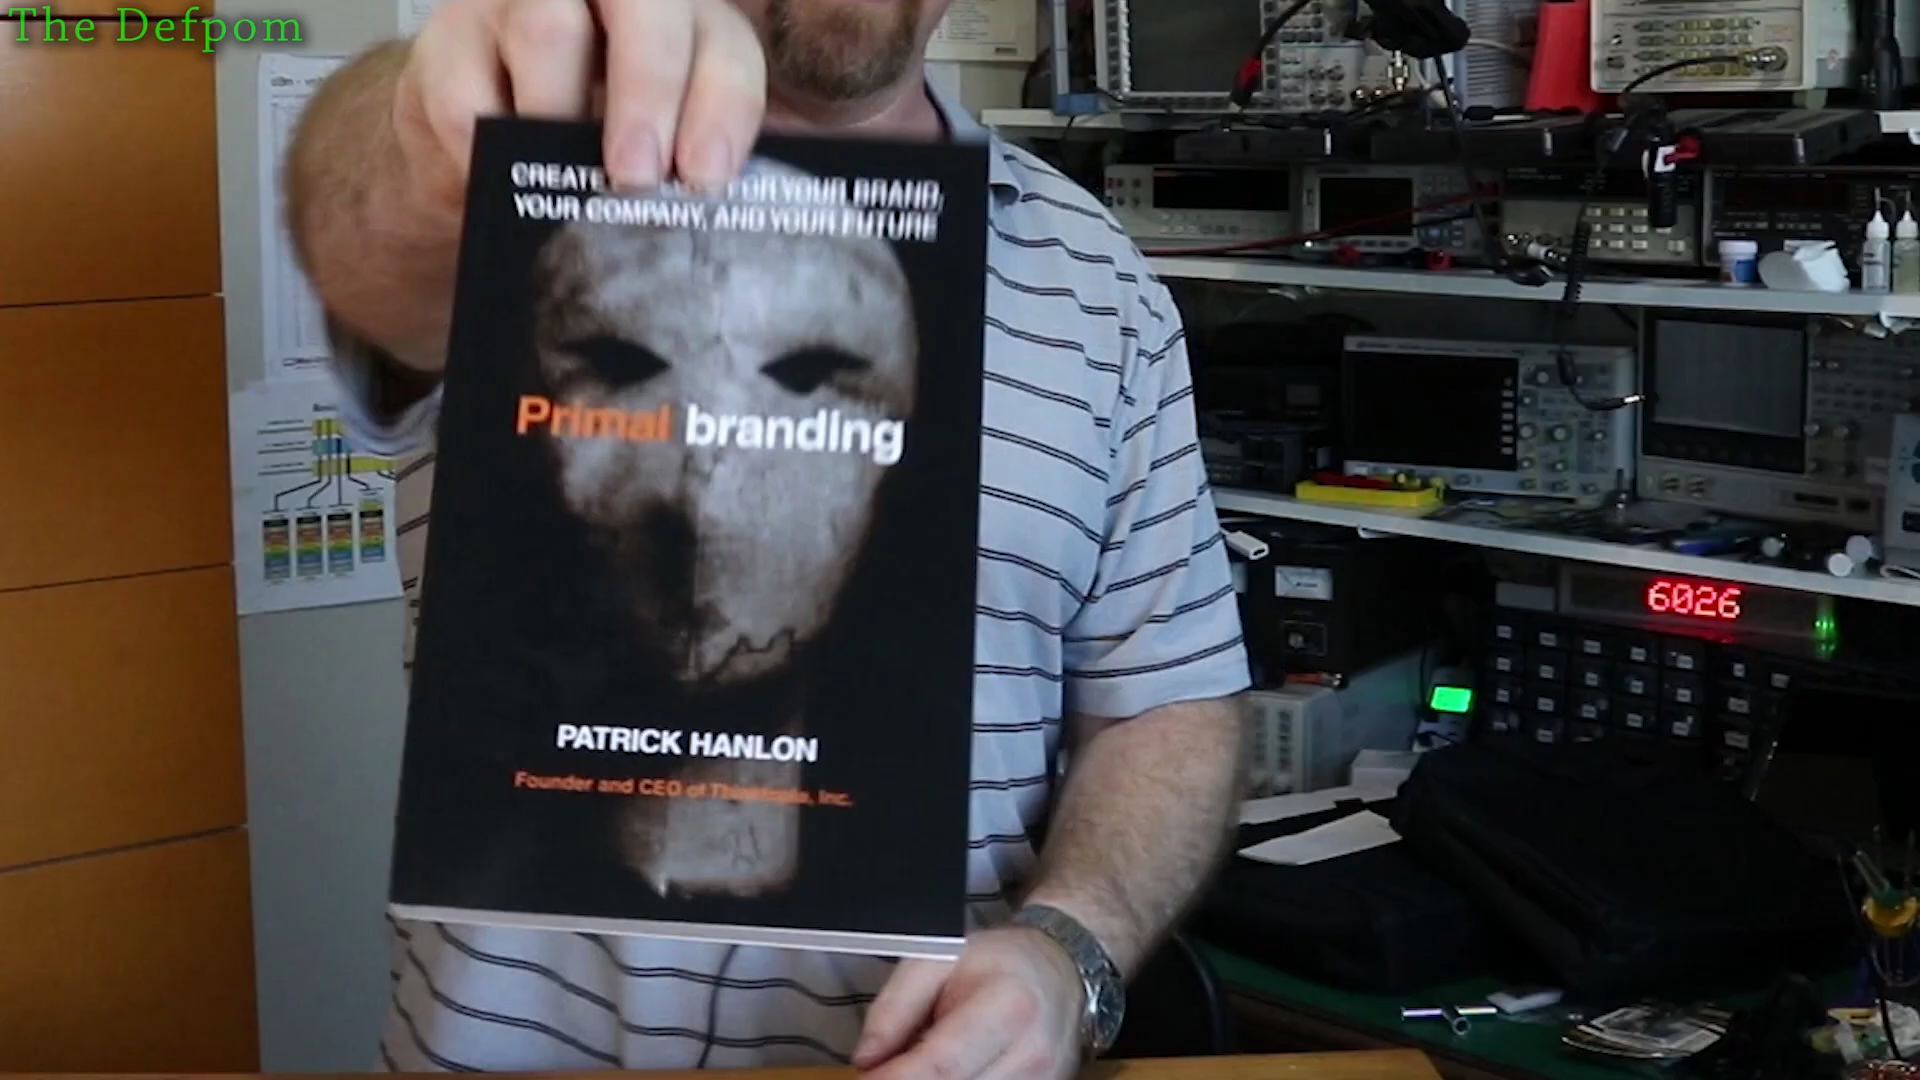 The Defpom
CREATE FOR YOUR BRAND,
YOUR COMPANY, AND YOUR FUTURE
Primal branding
PATRICK HANLON
Founder and CEO of Thinktopia, Inc.
6026